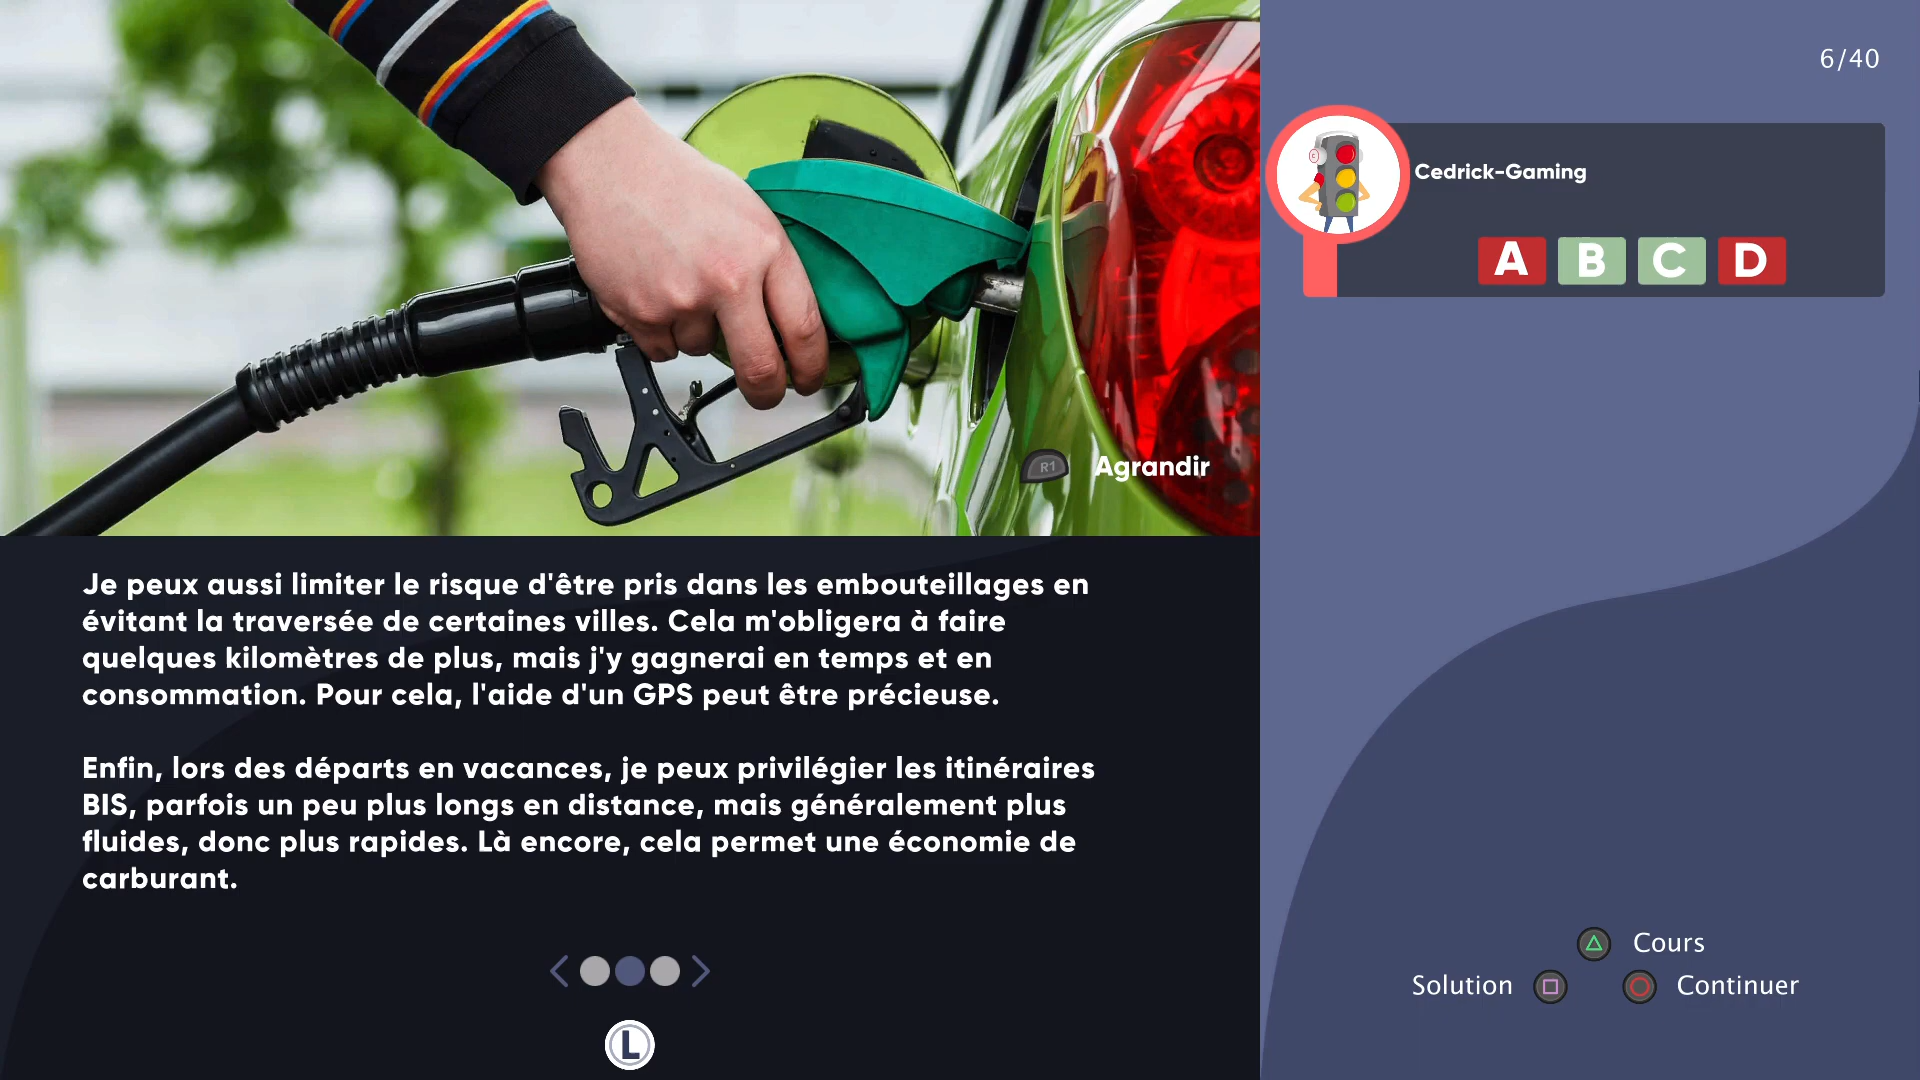 6/40
Cedrick-Gaming
A B C D
R1 Agrandir
Je peux aussi limiter le risque d'être pris dans les embouteillages en
évitant la traversée de certaines villes. Cela m'obligera à faire
quelques kilomètres de plus, mais j'y gagnerai en temps et en
consommation. Pour cela, l'aide d'un GPS peut être précieuse.
Enfin, lors des départs en vacances, je peux privilégier les itinéraires
BIS, parfois un peu plus longs en distance, mais généralement plus
fluides, donc plus rapides. Là encore, cela permet une économie de
carburant.
L
Cours
Solution
Continuer